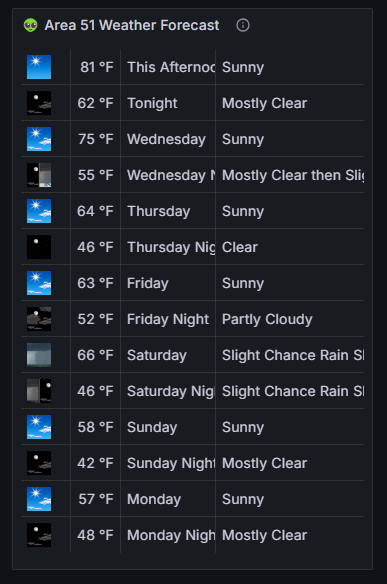 Area 51 Weather Forecast
81 °F This Afternoo Sunny
62 °F Tonight Mostly Clear
75 °F Wednesday Sunny
55 °F Wednesday N Mostly Clear then Slig
64 °F Thursday Sunny
46 °F Thursday Nig Clear
63 °F Friday Sunny
52 °F Friday Night Partly Cloudy
66 °F Saturday Slight Chance Rain S
46 °F Saturday Nig Slight Chance Rain S
58 °F Sunday Sunny
42 °F Sunday Night Mostly Clear
57 °F Monday Sunny
48 °F Monday Nigh Mostly Clear